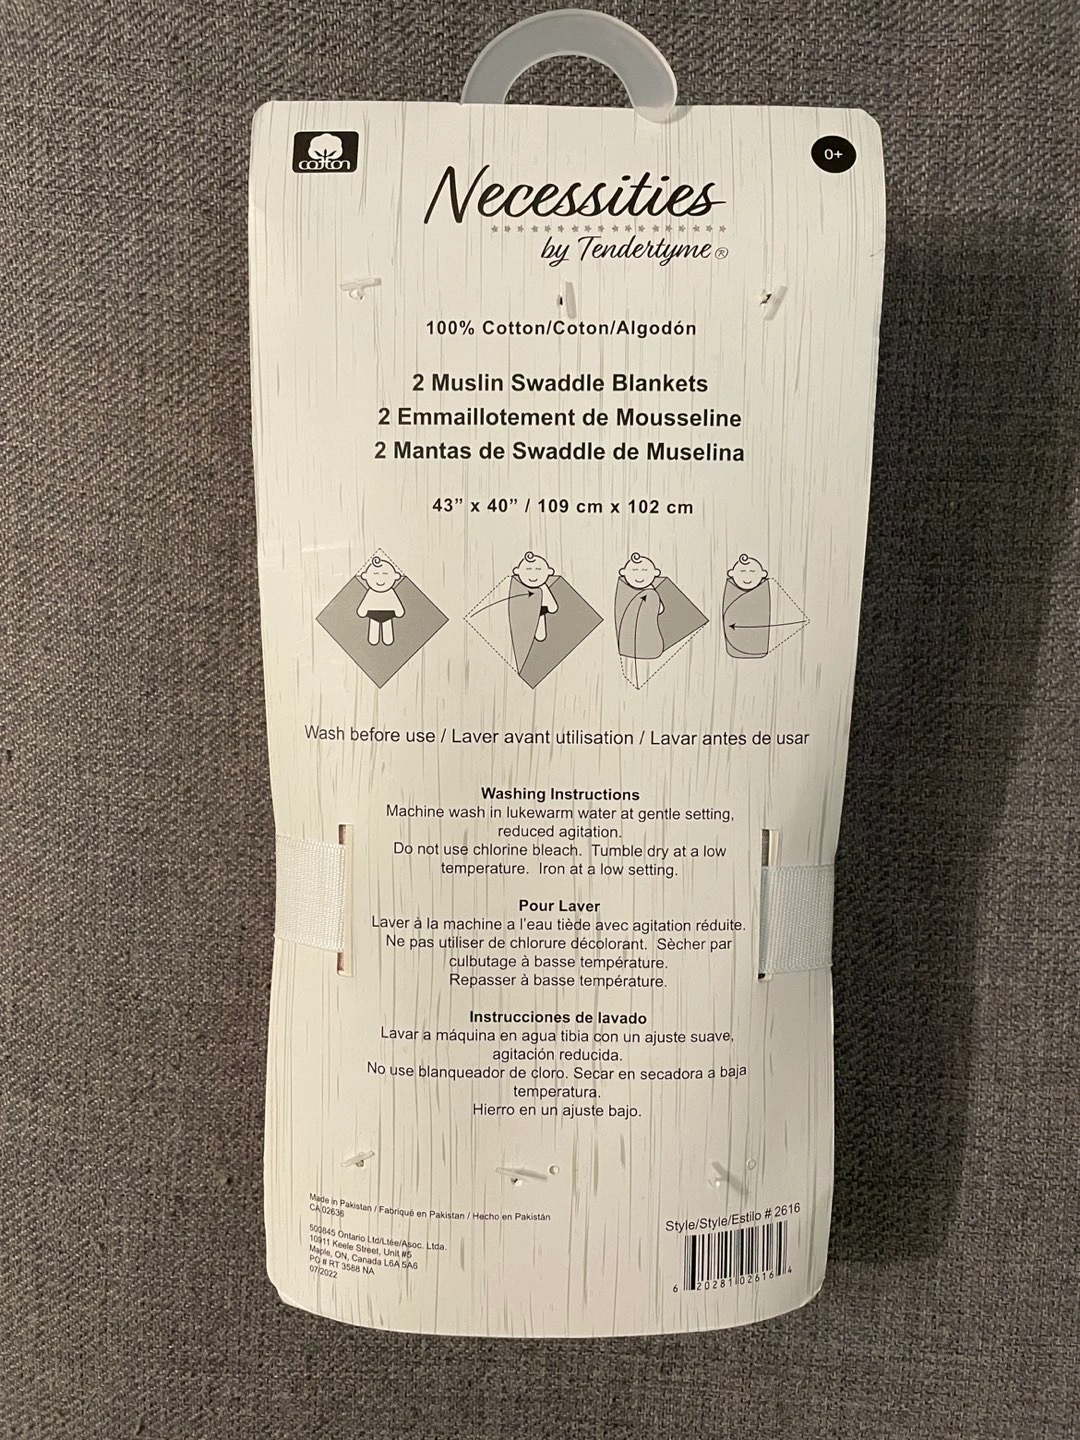 cotton
0+
Necessities
by Tendertyme®
100% Cotton/Coton/Algodón
2 Muslin Swaddle Blankets
2 Emmaillotement de Mousseline
2 Mantas de Swaddle de Muselina
43” x 40” / 109 cm x 102 cm
Wash before use / Laver avant utilisation / Lavar antes de usar
Washing Instructions
Machine wash in lukewarm water at gentle setting,
reduced agitation.
Do not use chlorine bleach. Tumble dry at a low
temperature. Iron at a low setting.
Pour Laver
Laver à la machine a l’eau tiède avec agitation réduite.
Ne pas utiliser de chlorure décolorant. Sècher par
culbutage à basse température.
Repasser à basse température.
Instrucciones de lavado
Lavar a máquina en agua tibia con un ajuste suave,
agitación reducida.
No use blanqueador de cloro. Secar en secadora a baja
temperatura.
Hierro en un ajuste bajo.
Made in Pakistan / Fabriqué en Pakistan / Hecho en Pakistán
CA 02636
500845 Ontario Ltd/Ltée/Asoc. Ltda.
10911 Keele Street, Unit #5
Maple, ON, Canada L6A 5A6
PO # RT 3588 NA
07/2022
Style/Style/Estilo # 2616
6 20281 02616 4